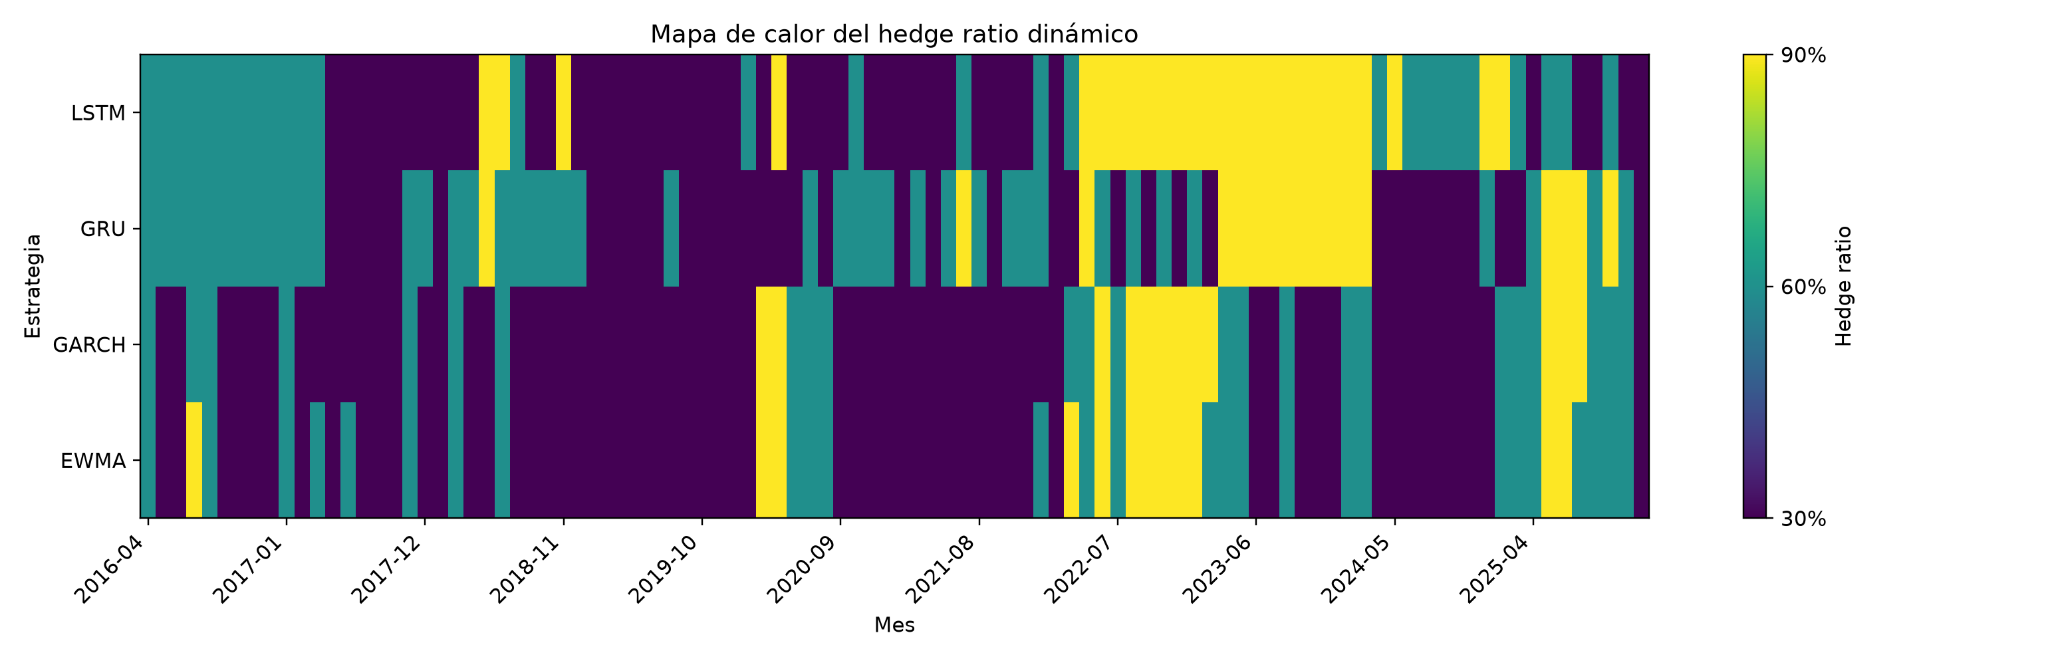 Mapa de calor del hedge ratio dinámico
Estrategia
LSTM
GRU
GARCH
EWMA
2016-04
2017-01
2017-12
2018-11
2019-10
2020-09
2021-08
2022-07
2023-06
2024-05
2025-04
Mes
90%
60%
30%
Hedge ratio